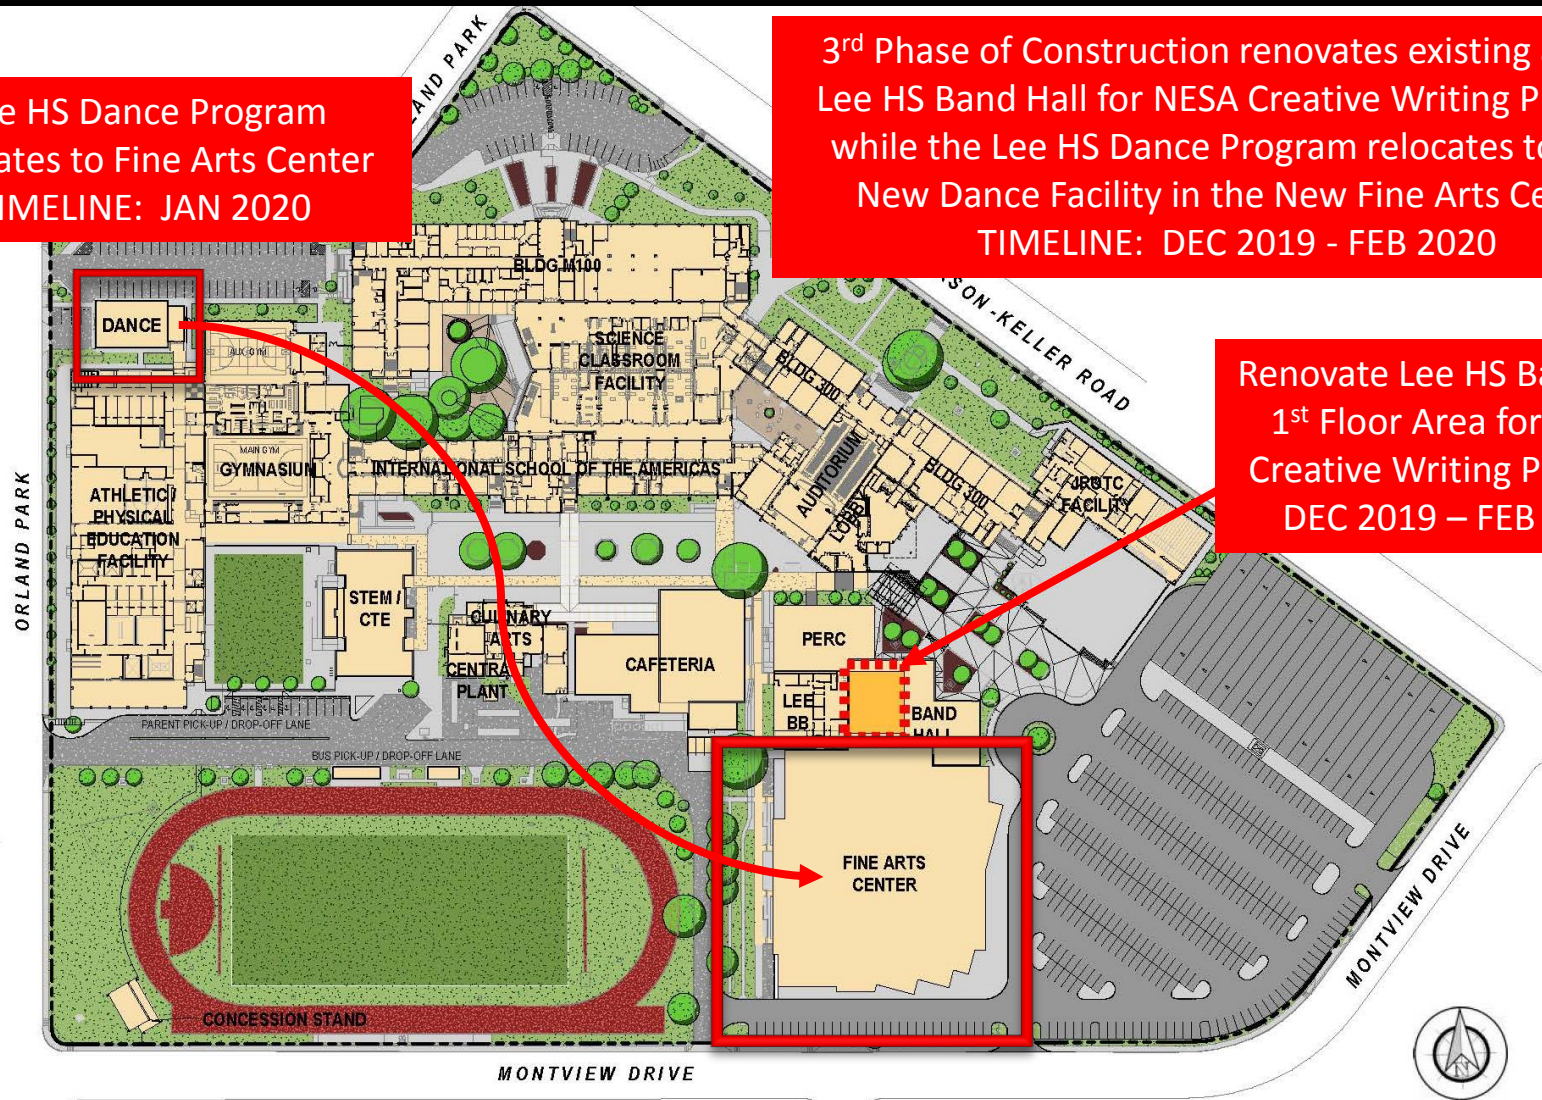 3rd Phase of Construction renovates existing
Lee HS Band Hall for NESA Creative Writing P
while the Lee HS Dance Program relocates to
New Dance Facility in the New Fine Arts Ce
TIMELINE: DEC 2019 - FEB 2020
e HS Dance Program
ates to Fine Arts Center
IMELINE: JAN 2020
Renovate Lee HS Ba
1st Floor Area for
Creative Writing P
DEC 2019 – FEB
LAND PARK
SON-KELLER ROAD
ORLAND PARK
BLDG M100
DANCE
AUX. GYM
SCIENCE
CLASSROOM
FACILITY
BLDG 300
MAIN GYM
GYMNASIUM
INTERNATIONAL SCHOOL OF THE AMERICAS
AUDITORIUM
LOBBY
BLDG 300
JROTC
FACILITY
ATHLETIC /
PHYSICAL
EDUCATION
FACILITY
STEM /
CTE
CULINARY
ARTS
CENTRAL
PLANT
CAFETERIA
PERC
LEE
BB
BAND
HALL
PARENT PICK-UP / DROP-OFF LANE
BUS PICK-UP / DROP-OFF LANE
FINE ARTS
CENTER
CONCESSION STAND
MONTVIEW DRIVE
MONTVIEW DRIVE
N